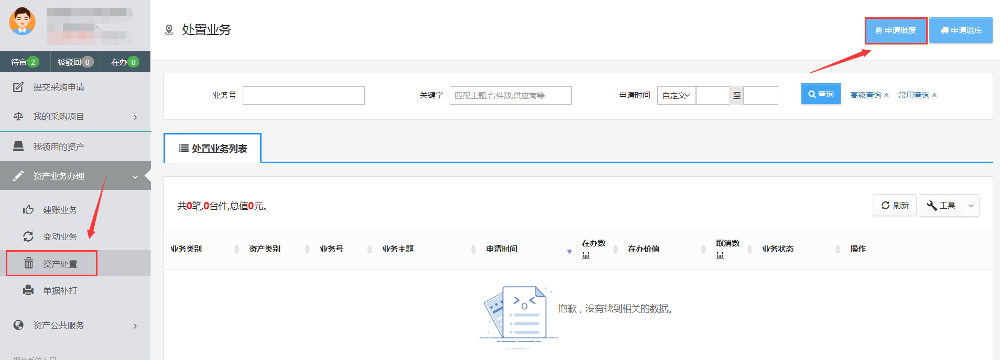 处置业务
申请报废
申请退库
待审 2
被驳回 0
在办 0
提交采购申请
我的采购项目
我领用的资产
资产业务办理
建账业务
变动业务
资产处置
单据补打
资产公共服务
相关系统入口
业务号
关键字 匹配主题,台件数,供应商等
申请时间 自定义 至
查询 高级查询 常用查询
处置业务列表
共0笔,0台件,总值0元。
刷新 工具
业务类别 资产类别 业务号 业务主题 申请时间 在办数量 在办价值 取消数量 业务状态 操作
抱歉，没有找到相关的数据。